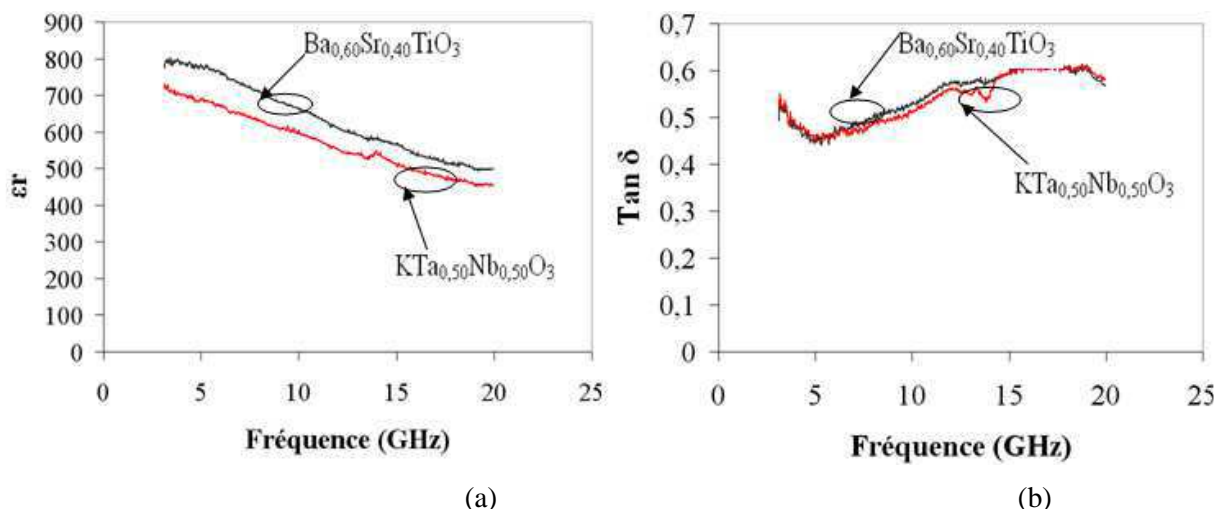 900
800
700
600
500
400
300
200
100
0
εr
Ba0,60Sr0,40TiO3
KTa0,50Nb0,50O3
0 5 10 15 20 25
Fréquence (GHz)
(a)
0,7
0,6
0,5
0,4
0,3
0,2
0,1
0
Tan δ
Ba0,60Sr0,40TiO3
KTa0,50Nb0,50O3
0 5 10 15 20 25
Fréquence (GHz)
(b)